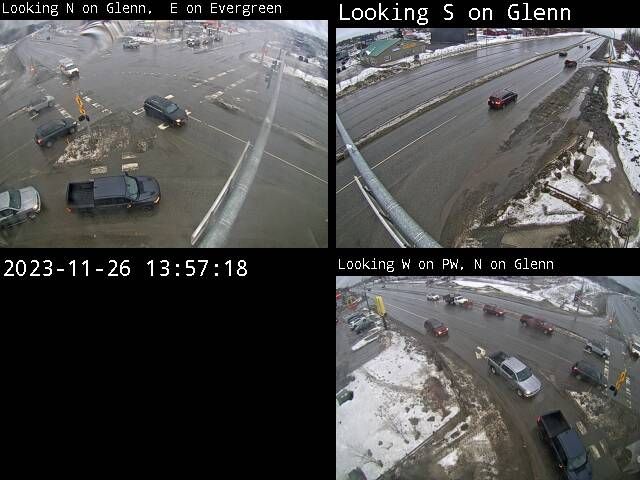 Looking N on Glenn, E on Evergreen
Looking S on Glenn
2023-11-26 13:57:18
Looking W on PW, N on Glenn